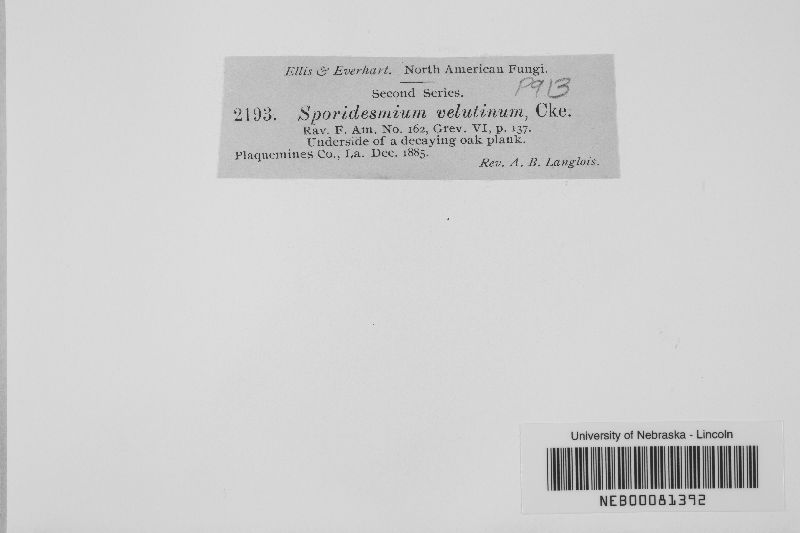 Ellis & Everhart. North American Fungi.
P913
Second Series.
2193. Sporidesmium velutinum, Cke.
Rav. F. Am. No. 162, Grev. VI, p. 137.
Underside of a decaying oak plank.
Plaquemines Co., La. Dec. 1885.
Rev. A. B. Langlois.
University of Nebraska - Lincoln
NEB00081392